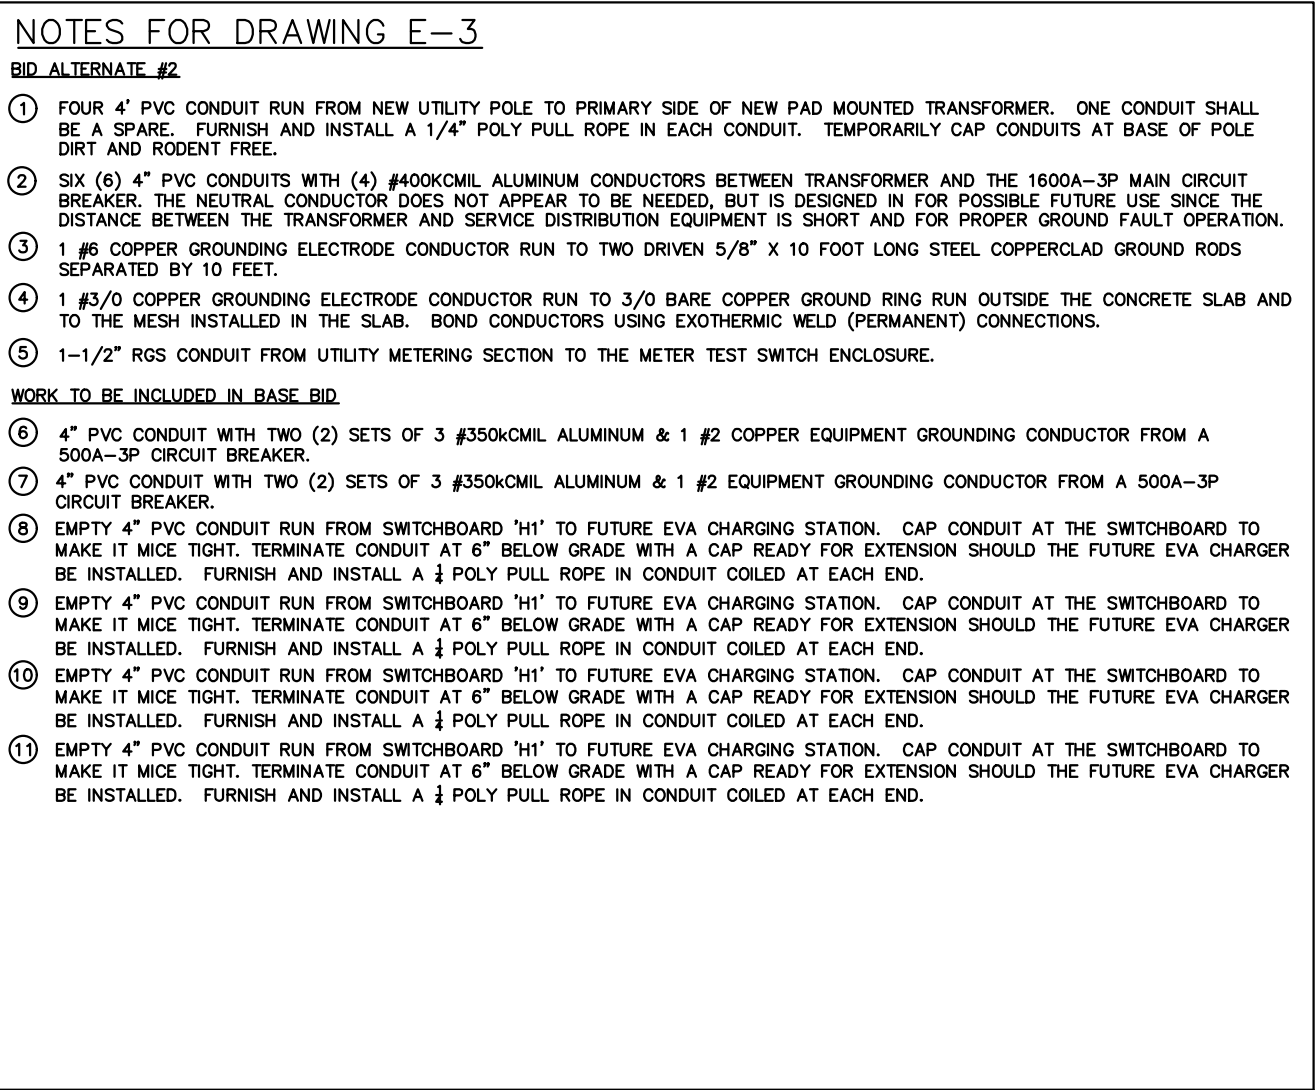 NOTES FOR DRAWING E-3
BID ALTERNATE #2
1 FOUR 4' PVC CONDUIT RUN FROM NEW UTILITY POLE TO PRIMARY SIDE OF NEW PAD MOUNTED TRANSFORMER. ONE CONDUIT SHALL
BE A SPARE. FURNISH AND INSTALL A 1/4" POLY PULL ROPE IN EACH CONDUIT. TEMPORARILY CAP CONDUITS AT BASE OF POLE
DIRT AND RODENT FREE.
2 SIX (6) 4" PVC CONDUITS WITH (4) #400KCMIL ALUMINUM CONDUCTORS BETWEEN TRANSFORMER AND THE 1600A-3P MAIN CIRCUIT
BREAKER. THE NEUTRAL CONDUCTOR DOES NOT APPEAR TO BE NEEDED, BUT IS DESIGNED IN FOR POSSIBLE FUTURE USE SINCE THE
DISTANCE BETWEEN THE TRANSFORMER AND SERVICE DISTRIBUTION EQUIPMENT IS SHORT AND FOR PROPER GROUND FAULT OPERATION.
3 1 #6 COPPER GROUNDING ELECTRODE CONDUCTOR RUN TO TWO DRIVEN 5/8" X 10 FOOT LONG STEEL COPPERCLAD GROUND RODS
SEPARATED BY 10 FEET.
4 1 #3/0 COPPER GROUNDING ELECTRODE CONDUCTOR RUN TO 3/0 BARE COPPER GROUND RING RUN OUTSIDE THE CONCRETE SLAB AND
TO THE MESH INSTALLED IN THE SLAB. BOND CONDUCTORS USING EXOTHERMIC WELD (PERMANENT) CONNECTIONS.
5 1-1/2" RGS CONDUIT FROM UTILITY METERING SECTION TO THE METER TEST SWITCH ENCLOSURE.
WORK TO BE INCLUDED IN BASE BID
6 4" PVC CONDUIT WITH TWO (2) SETS OF 3 #350kCMIL ALUMINUM & 1 #2 COPPER EQUIPMENT GROUNDING CONDUCTOR FROM A
500A-3P CIRCUIT BREAKER.
7 4" PVC CONDUIT WITH TWO (2) SETS OF 3 #350kCMIL ALUMINUM & 1 #2 EQUIPMENT GROUNDING CONDUCTOR FROM A 500A-3P
CIRCUIT BREAKER.
8 EMPTY 4" PVC CONDUIT RUN FROM SWITCHBOARD 'H1' TO FUTURE EVA CHARGING STATION. CAP CONDUIT AT THE SWITCHBOARD TO
MAKE IT MICE TIGHT. TERMINATE CONDUIT AT 6" BELOW GRADE WITH A CAP READY FOR EXTENSION SHOULD THE FUTURE EVA CHARGER
BE INSTALLED. FURNISH AND INSTALL A ¼ POLY PULL ROPE IN CONDUIT COILED AT EACH END.
9 EMPTY 4" PVC CONDUIT RUN FROM SWITCHBOARD 'H1' TO FUTURE EVA CHARGING STATION. CAP CONDUIT AT THE SWITCHBOARD TO
MAKE IT MICE TIGHT. TERMINATE CONDUIT AT 6" BELOW GRADE WITH A CAP READY FOR EXTENSION SHOULD THE FUTURE EVA CHARGER
BE INSTALLED. FURNISH AND INSTALL A ¼ POLY PULL ROPE IN CONDUIT COILED AT EACH END.
10 EMPTY 4" PVC CONDUIT RUN FROM SWITCHBOARD 'H1' TO FUTURE EVA CHARGING STATION. CAP CONDUIT AT THE SWITCHBOARD TO
MAKE IT MICE TIGHT. TERMINATE CONDUIT AT 6" BELOW GRADE WITH A CAP READY FOR EXTENSION SHOULD THE FUTURE EVA CHARGER
BE INSTALLED. FURNISH AND INSTALL A ¼ POLY PULL ROPE IN CONDUIT COILED AT EACH END.
11 EMPTY 4" PVC CONDUIT RUN FROM SWITCHBOARD 'H1' TO FUTURE EVA CHARGING STATION. CAP CONDUIT AT THE SWITCHBOARD TO
MAKE IT MICE TIGHT. TERMINATE CONDUIT AT 6" BELOW GRADE WITH A CAP READY FOR EXTENSION SHOULD THE FUTURE EVA CHARGER
BE INSTALLED. FURNISH AND INSTALL A ¼ POLY PULL ROPE IN CONDUIT COILED AT EACH END.